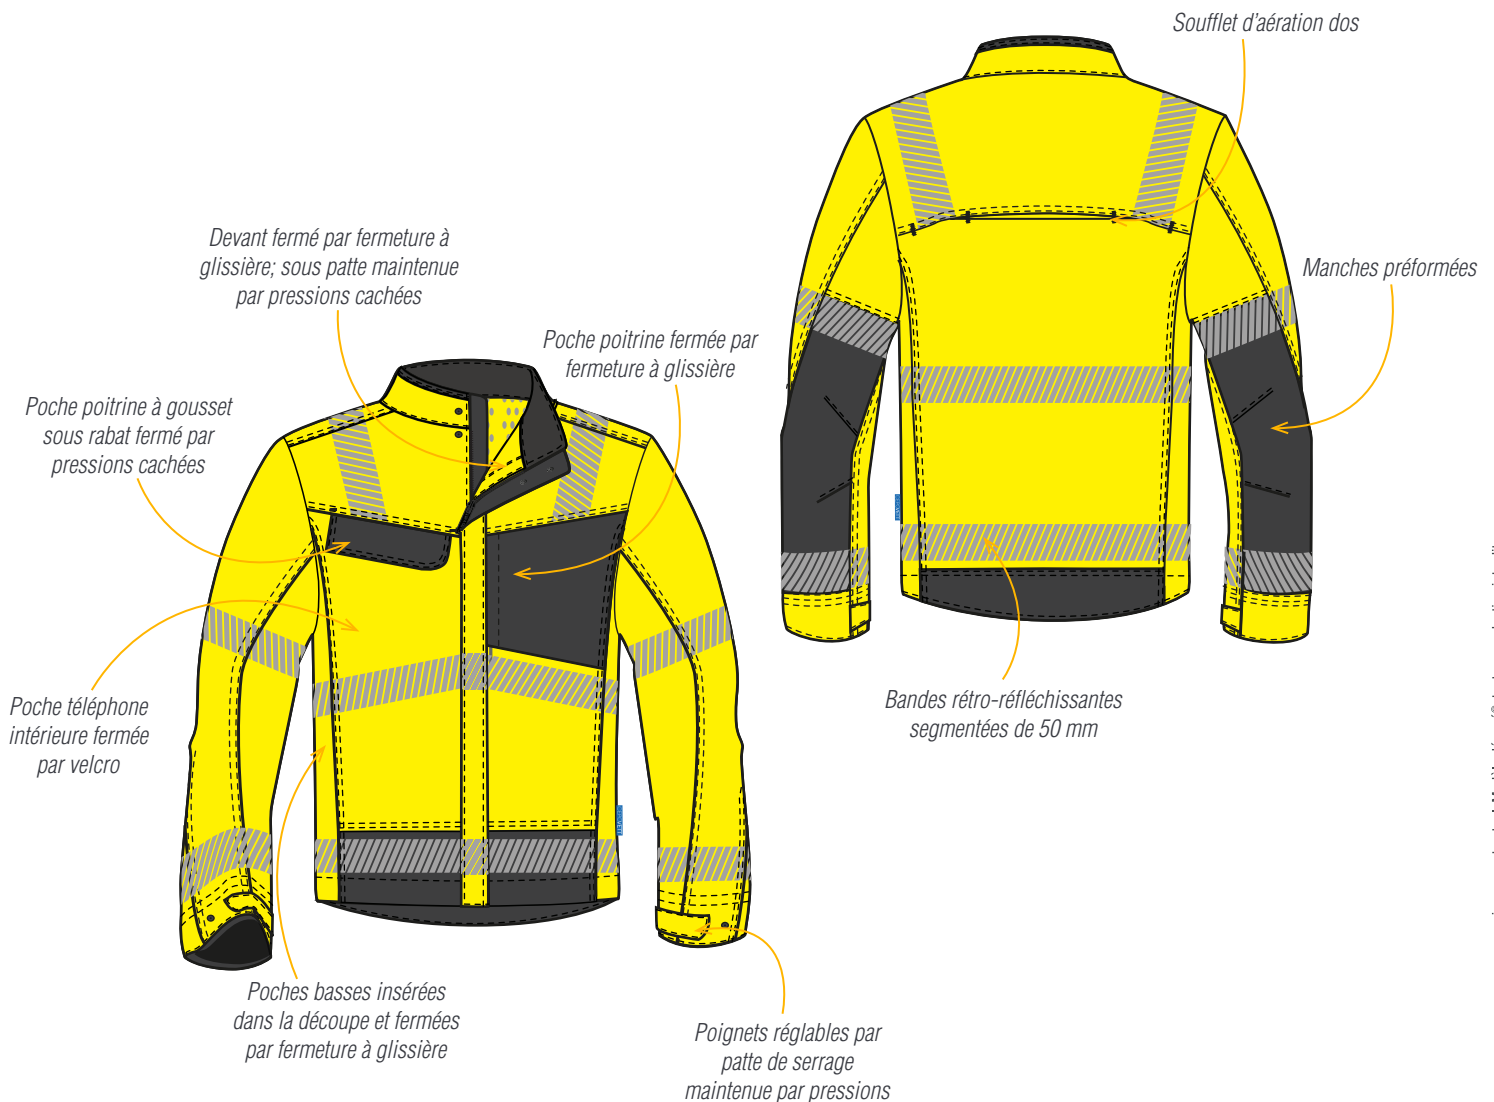 Soufflet d’aération dos
Devant fermé par fermeture à
glissière; sous patte maintenue
par pressions cachées
Manches préformées
Poche poitrine fermée par
fermeture à glissière
Poche poitrine à gousset
sous rabat fermé par
pressions cachées
Poche téléphone
intérieure fermée
par velcro
Bandes rétro-réfléchissantes
segmentées de 50 mm
Poches basses insérées
dans la découpe et fermées
par fermeture à glissière
Poignets réglables par
patte de serrage
maintenue par pressions